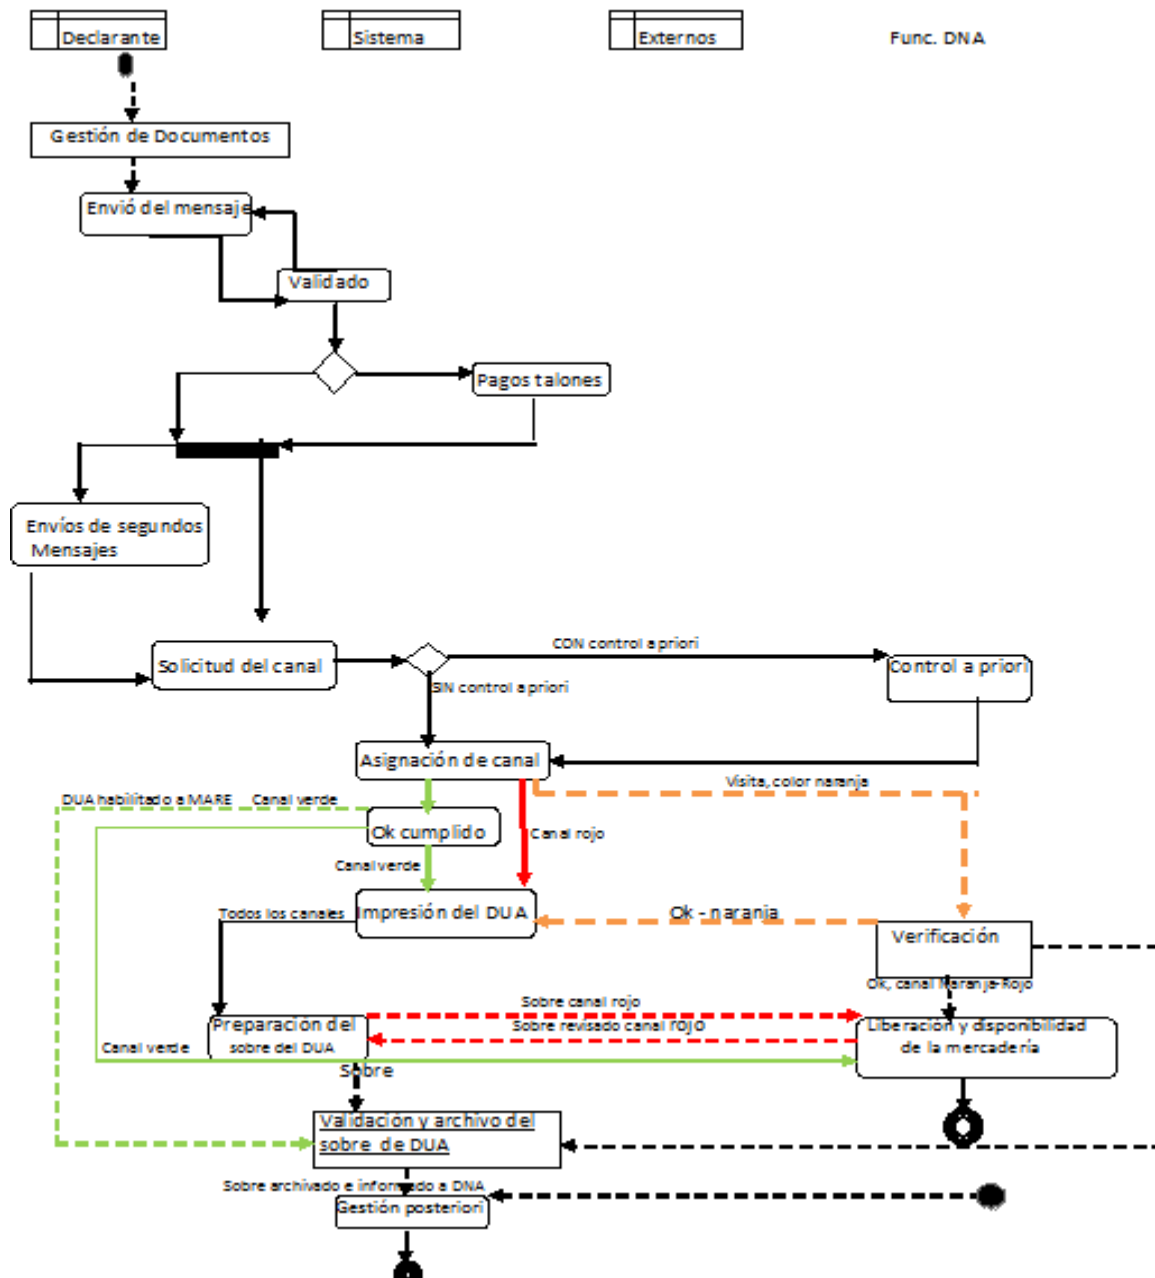 Declarante
Sistema
Externos
Func. DNA
Gestión de Documentos
Envió del mensaje
Validado
Pagos talones
Envíos de segundos
Mensajes
CON control a priori
Solicitud del canal
Control a priori
SIN control a priori
Asignación de canal
Visita, color naranja
DUA habilitado a MARE Canal verde
Ok cumplido
Canal rojo
Canal verde
Todos los canales
Impresión del DUA
Ok - naranja
Verificación
Ok, canal Naranja-Rojo
Sobre canal rojo
Preparación del
sobre del DUA
Sobre revisado canal rOJO
Liberación y disponibilidad
de la mercadería
Canal verde
Sobre
Validación y archivo del
sobre de DUA
Sobre archivado e informado a DNA
Gestión posteriori